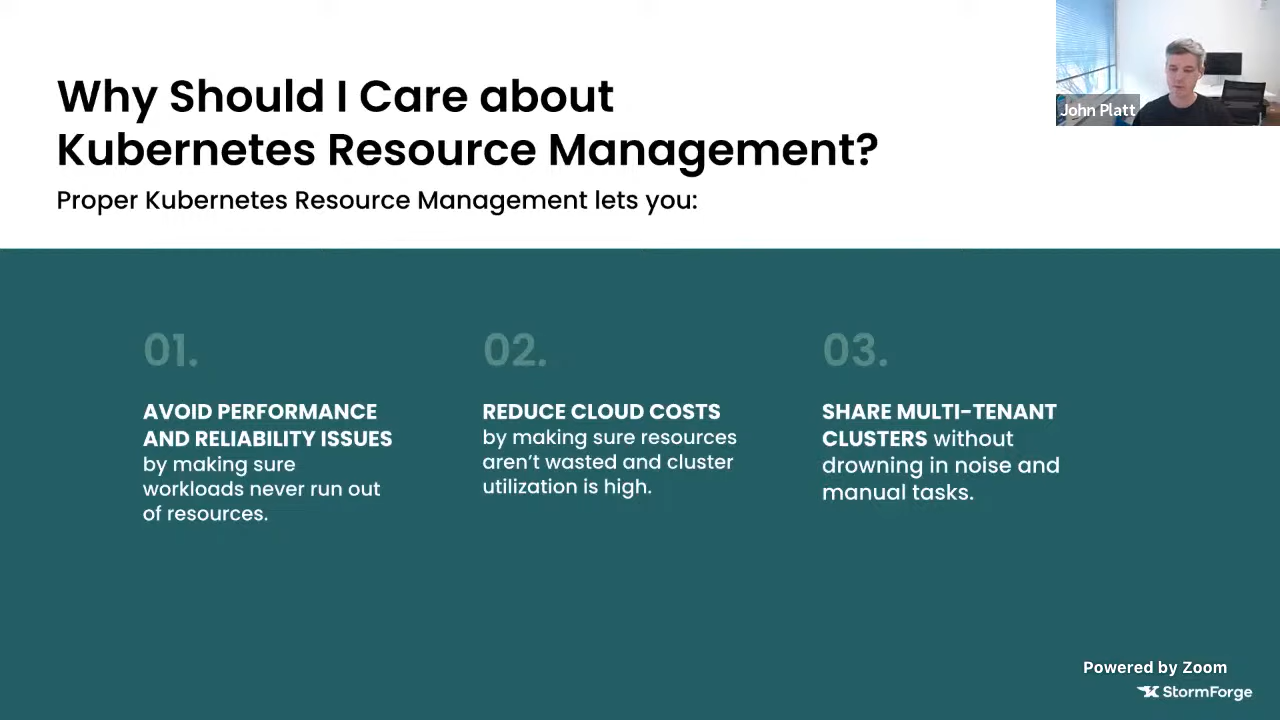 Why Should I Care about
Kubernetes Resource Management?
Proper Kubernetes Resource Management lets you:
John Platt
01.
AVOID PERFORMANCE
AND RELIABILITY ISSUES
by making sure
workloads never run out
of resources.
02.
REDUCE CLOUD COSTS
by making sure resources
aren’t wasted and cluster
utilization is high.
03.
SHARE MULTI-TENANT
CLUSTERS without
drowning in noise and
manual tasks.
Powered by Zoom
StormForge